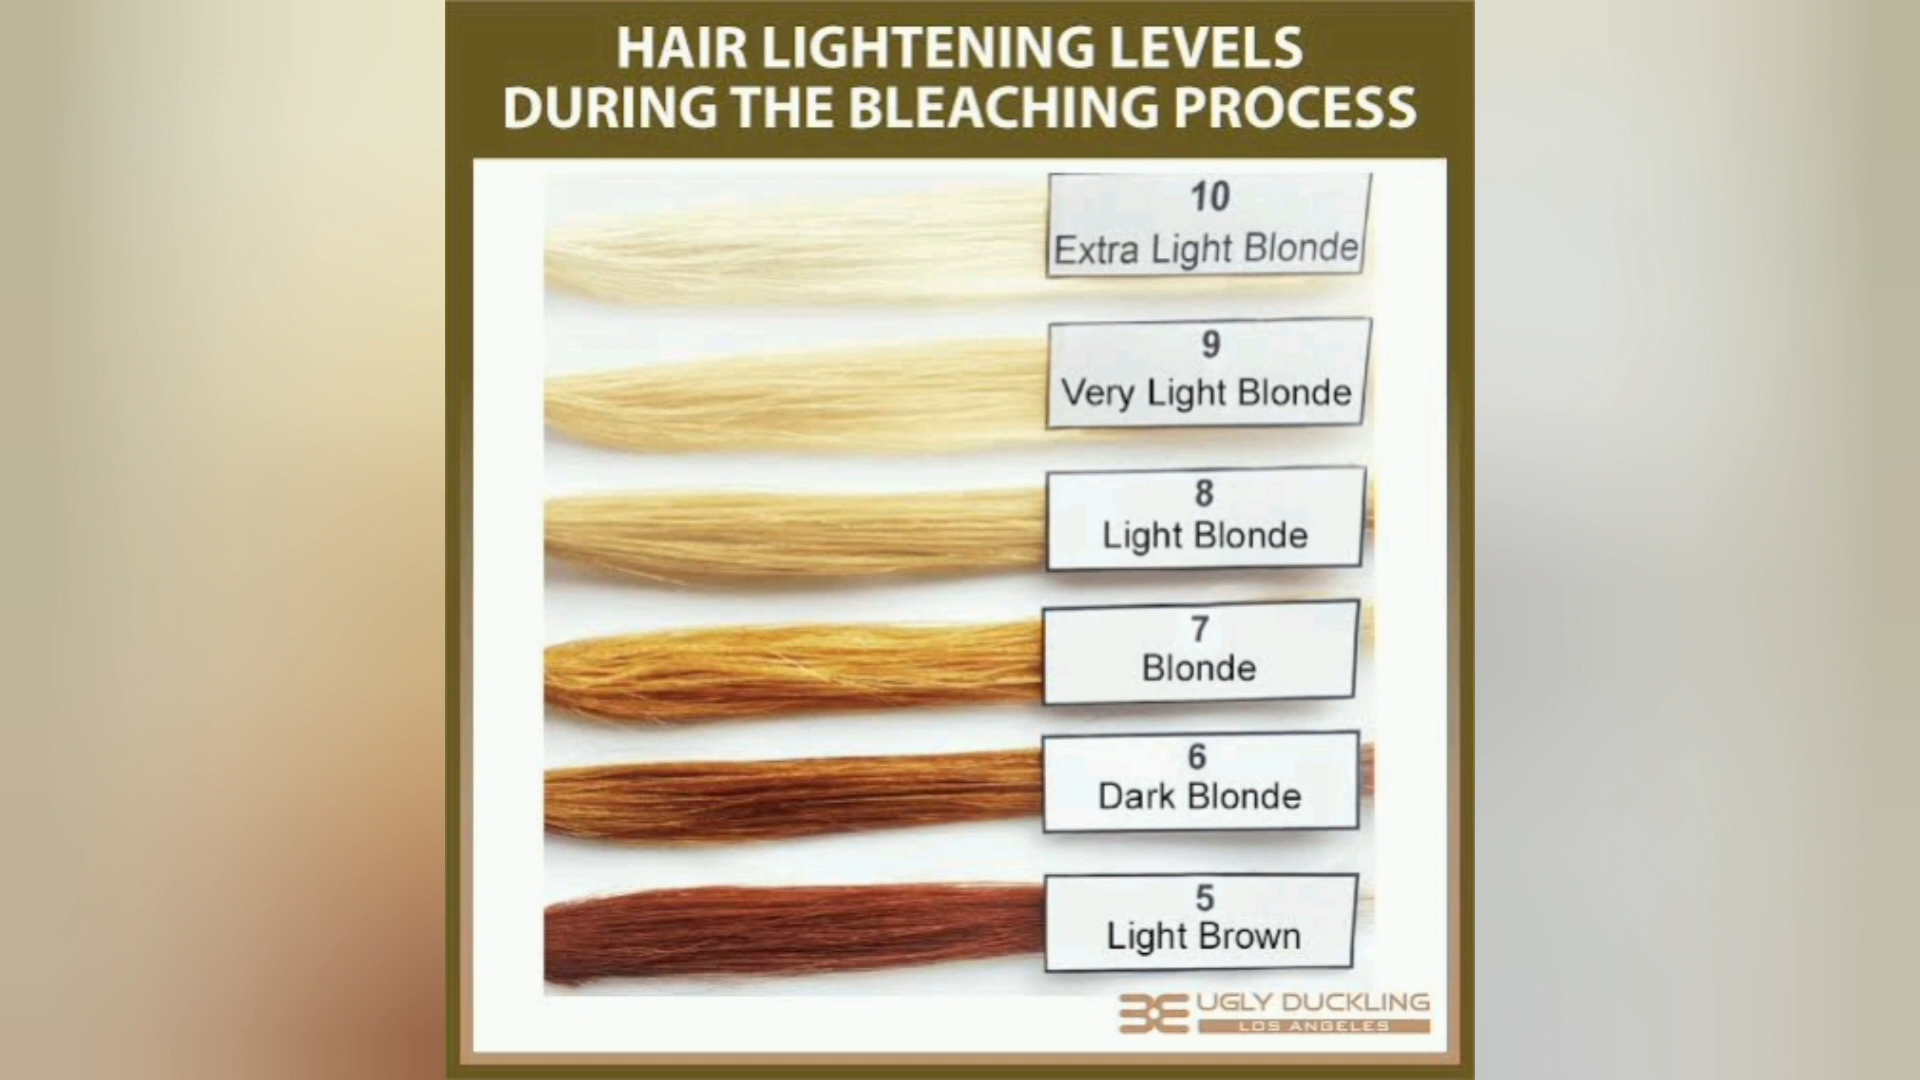 HAIR LIGHTENING LEVELS
DURING THE BLEACHING PROCESS
10
Extra Light Blonde
9
Very Light Blonde
8
Light Blonde
7
Blonde
6
Dark Blonde
5
Light Brown
UGLY DUCKLING
LOS ANGELES